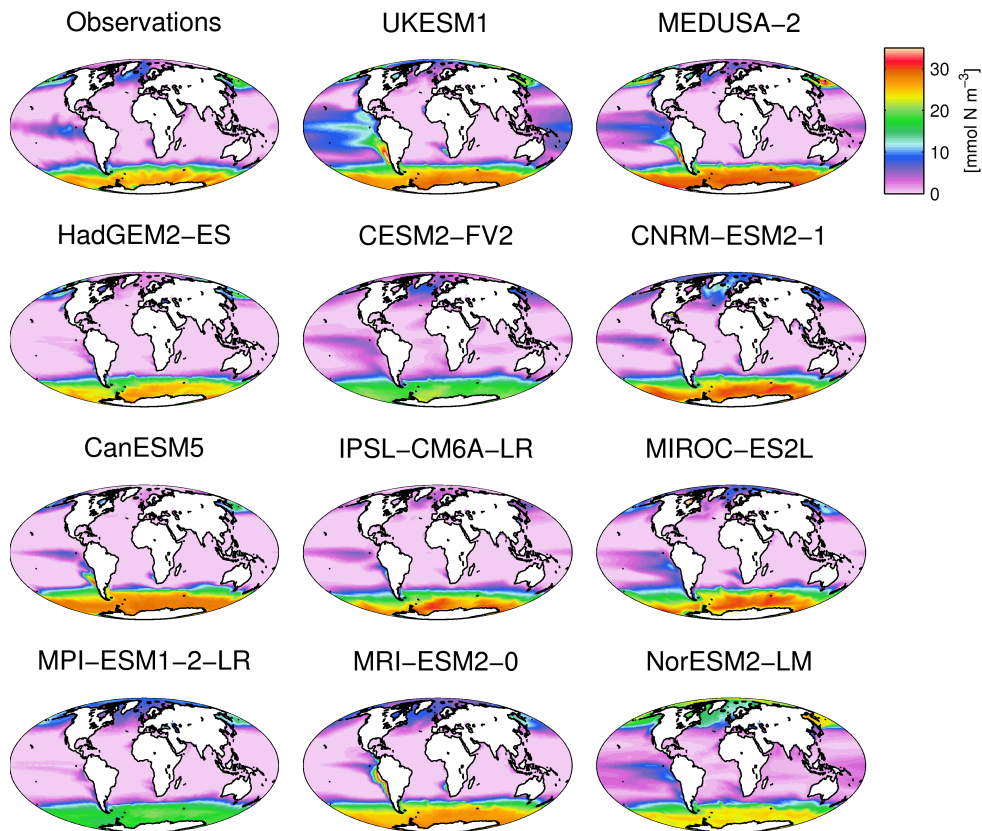 Observations UKESM1 MEDUSA−2
30
20
10
0
[mmol N m⁻³]
HadGEM2−ES CESM2−FV2 CNRM−ESM2−1
CanESM5 IPSL−CM6A−LR MIROC−ES2L
MPI−ESM1−2−LR MRI−ESM2−0 NorESM2−LM